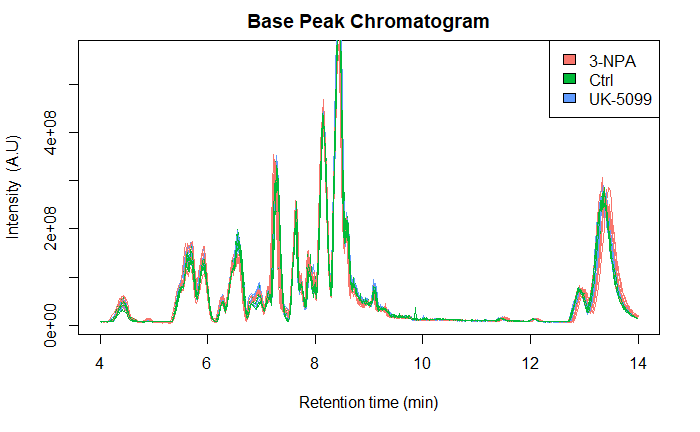 Base Peak Chromatogram
3-NPA
Ctrl
UK-5099
Intensity (A.U)
4e+08
2e+08
0e+00
4 6 8 10 12 14
Retention time (min)